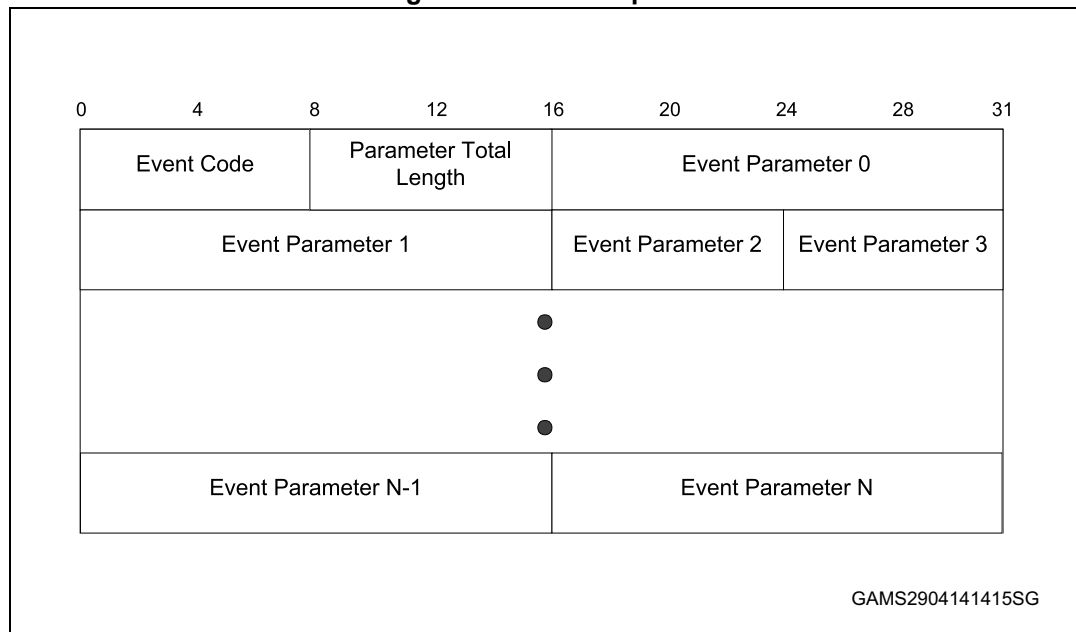 0 4 8 12 16 20 24 28 31
Event Code
Parameter Total
Length
Event Parameter 0
Event Parameter 1
Event Parameter 2
Event Parameter 3
Event Parameter N-1
Event Parameter N
GAMS2904141415SG